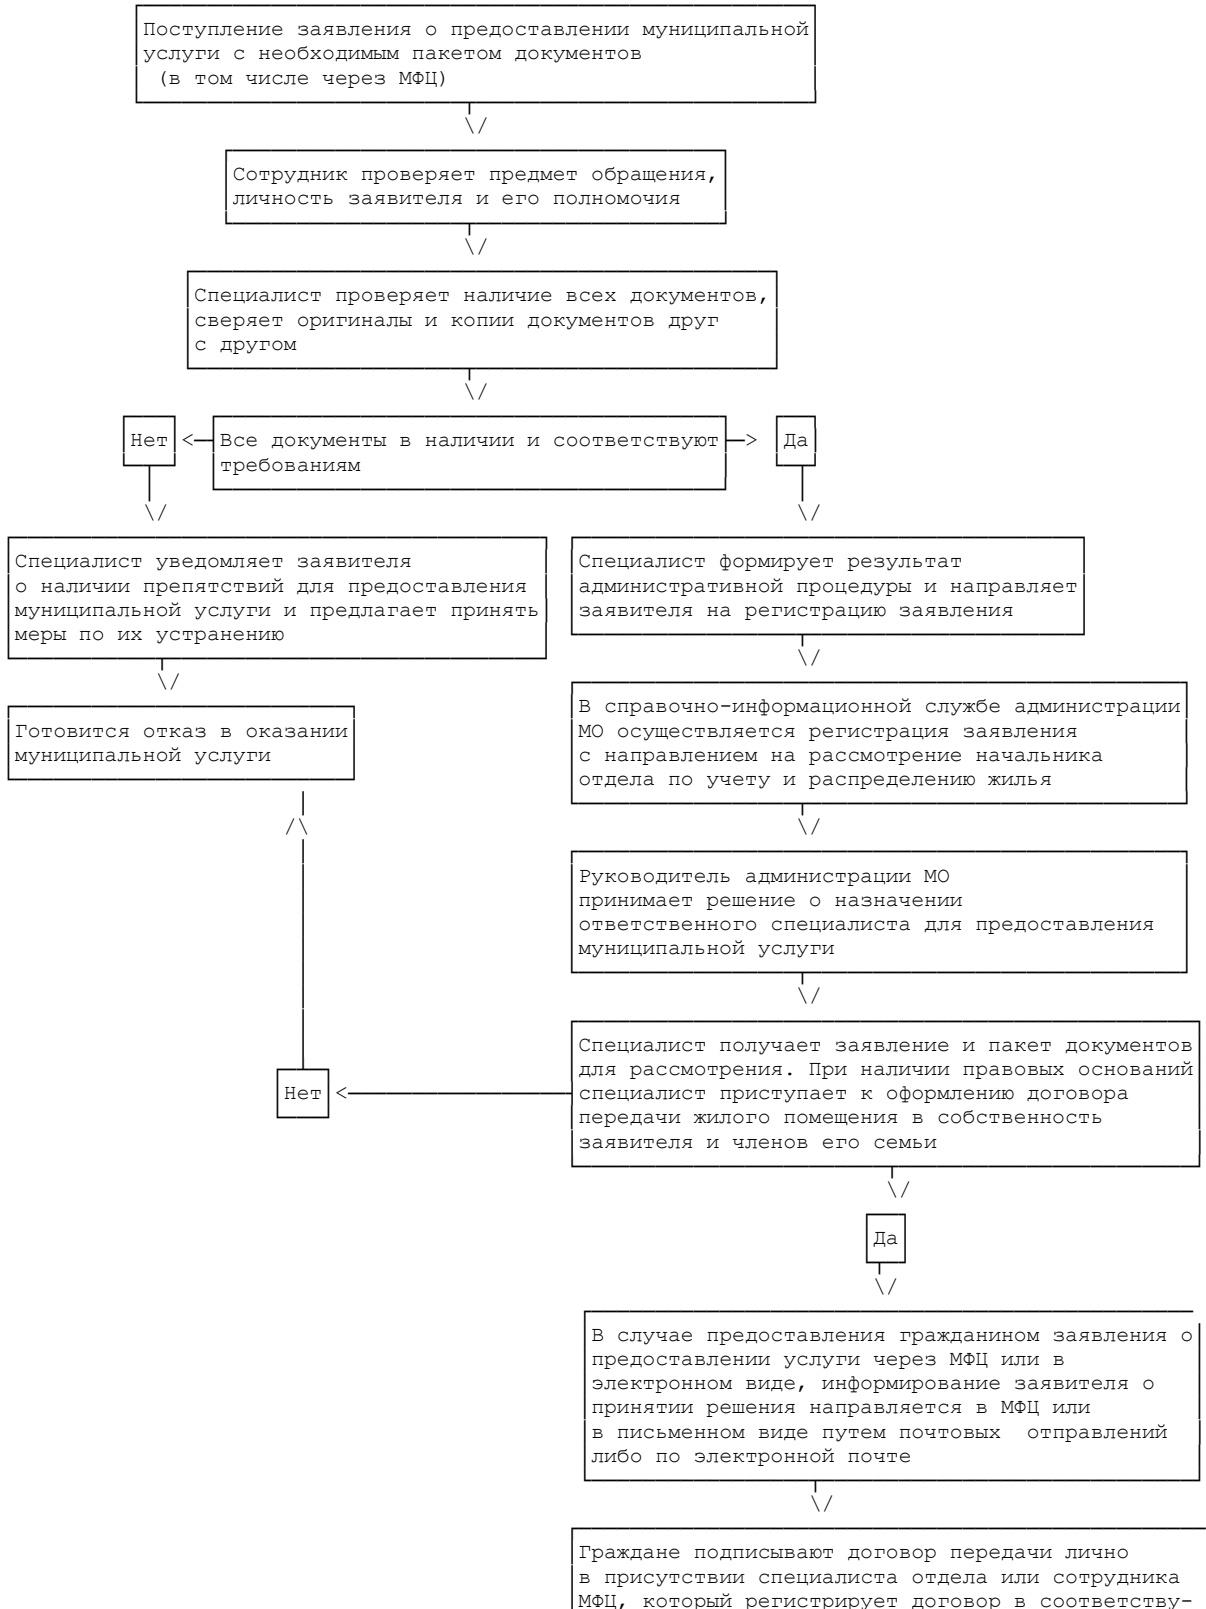 Поступление заявления о предоставлении муниципальной
услуги с необходимым пакетом документов
(в том числе через МФЦ)
\/
Сотрудник проверяет предмет обращения,
личность заявителя и его полномочия
\/
Специалист проверяет наличие всех документов,
сверяет оригиналы и копии документов друг
с другом
\/
Нет <— Все документы в наличии и соответствуют —> Да
требованиям
\/ \/
Специалист уведомляет заявителя
о наличии препятствий для предоставления
муниципальной услуги и предлагает принять
меры по их устранению
\/
Готовится отказ в оказании
муниципальной услуги
/\
Специалист формирует результат
административной процедуры и направляет
заявителя на регистрацию заявления
\/
В справочно-информационной службе администрации
МО осуществляется регистрация заявления
с направлением на рассмотрение начальника
отдела по учету и распределению жилья
\/
Руководитель администрации МО
принимает решение о назначении
ответственного специалиста для предоставления
муниципальной услуги
\/
Специалист получает заявление и пакет документов
для рассмотрения. При наличии правовых оснований
специалист приступает к оформлению договора
передачи жилого помещения в собственность
заявителя и членов его семьи
Нет <
\/
Да
\/
В случае предоставления гражданином заявления о
предоставлении услуги через МФЦ или в
электронном виде, информирование заявителя о
принятии решения направляется в МФЦ или
в письменном виде путем почтовых  отправлений
либо по электронной почте
\/
Граждане подписывают договор передачи лично
в присутствии специалиста отдела или сотрудника
МФЦ, который регистрирует договор в соответству-